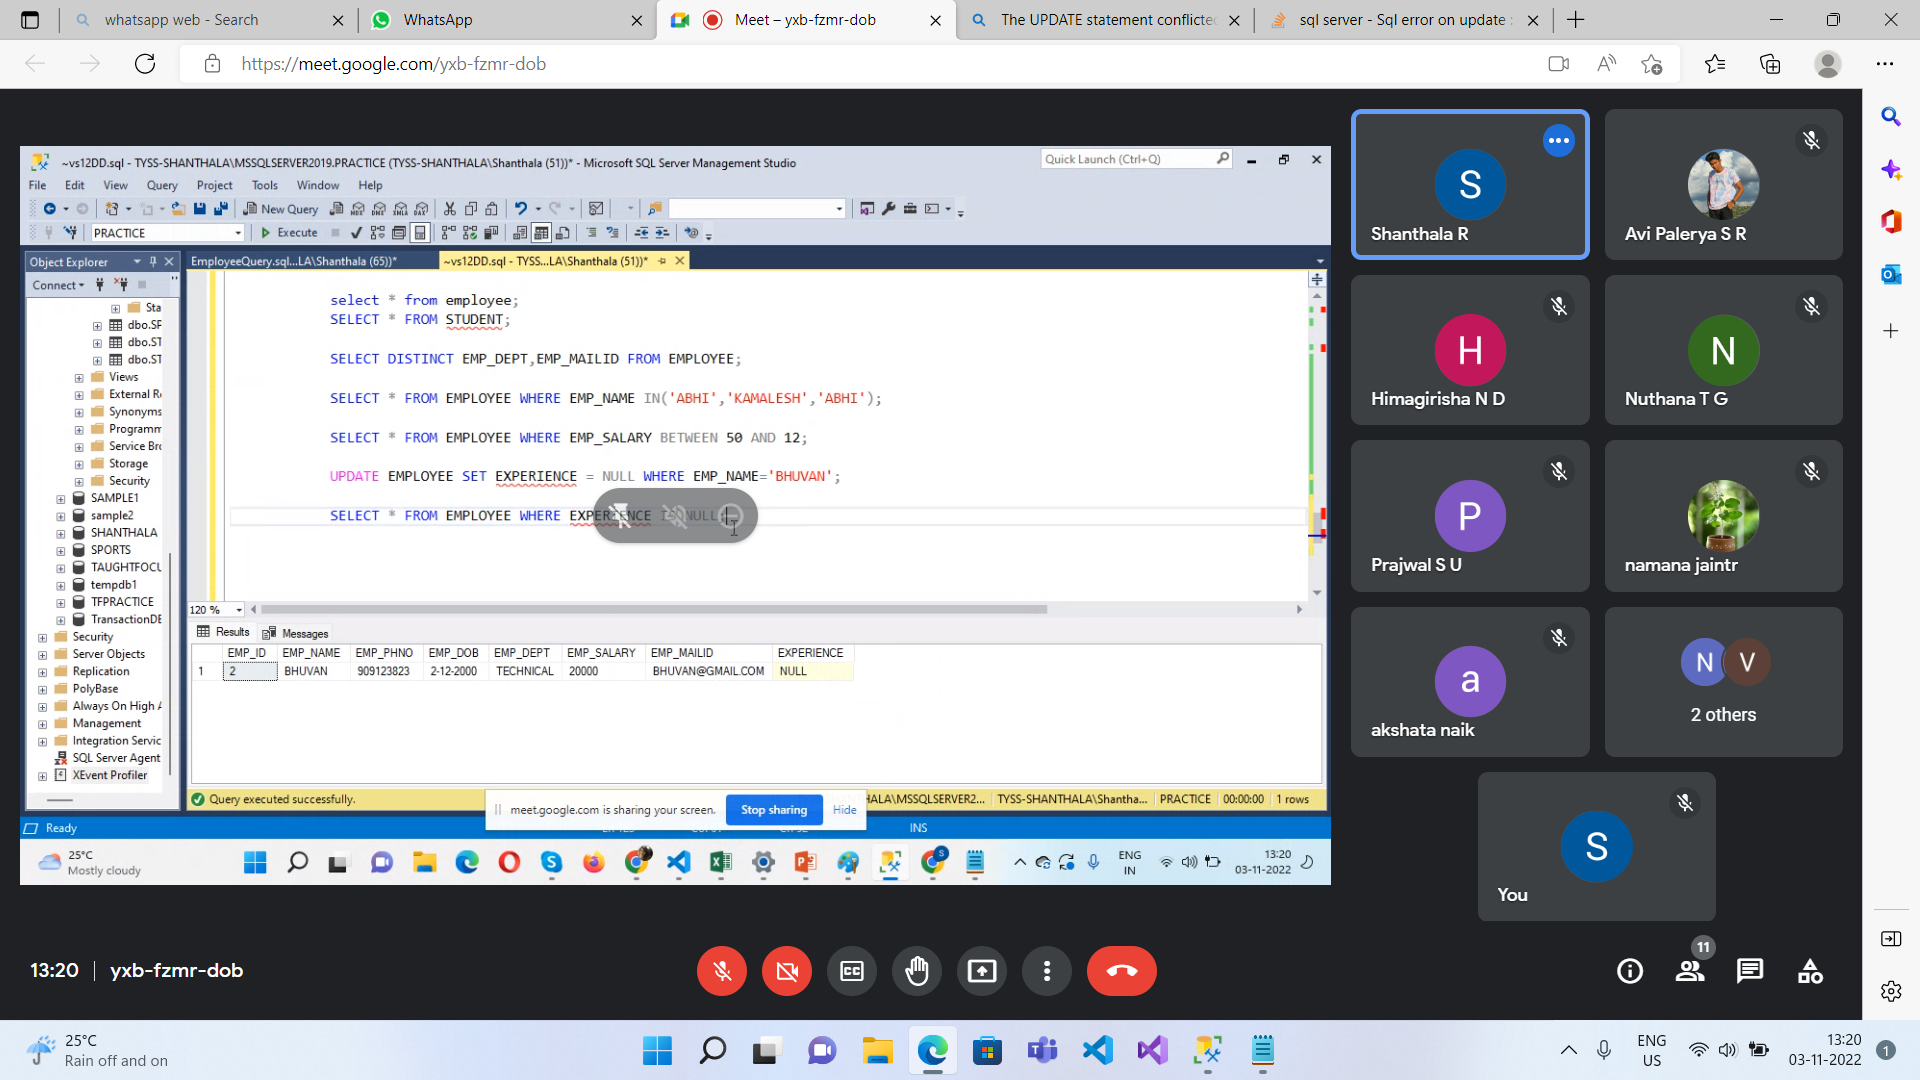 whatsapp web - Search
WhatsApp
Meet – yxb-fzmr-dob
The UPDATE statement conflicte
sql server - Sql error on update
https://meet.google.com/yxb-fzmr-dob
~vs12DD.sql - TYSS-SHANTHALA\MSSQLSERVER2019.PRACTICE (TYSS-SHANTHALA\Shanthala (51))* - Microsoft SQL Server Management Studio
Quick Launch (Ctrl+Q)
File Edit View Query Project Tools Window Help
New Query
PRACTICE
Execute
Object Explorer
EmployeeQuery.sql...LA\Shanthala (65))*
~vs12DD.sql - TYSS...LA\Shanthala (51))*
Connect
Sta
dbo.SP
dbo.ST
dbo.ST
Views
External Re
Synonyms
Programm
Service Bro
Storage
Security
SAMPLE1
sample2
SHANTHALA
SPORTS
TAUGHTFOCU
tempdb1
TFPRACTICE
TransactionDE
Security
Server Objects
Replication
PolyBase
Always On High A
Management
Integration Servic
SQL Server Agent
XEvent Profiler
select * from employee;
SELECT * FROM STUDENT;
SELECT DISTINCT EMP_DEPT,EMP_MAILID FROM EMPLOYEE;
SELECT * FROM EMPLOYEE WHERE EMP_NAME IN('ABHI','KAMALESH','ABHI');
SELECT * FROM EMPLOYEE WHERE EMP_SALARY BETWEEN 50 AND 12;
UPDATE EMPLOYEE SET EXPERIENCE = NULL WHERE EMP_NAME='BHUVAN';
SELECT * FROM EMPLOYEE WHERE EXPERIENCE IS NULL;
120 %
Results Messages
EMP_ID EMP_NAME EMP_PHNO EMP_DOB EMP_DEPT EMP_SALARY EMP_MAILID EXPERIENCE
1 2 BHUVAN 909123823 2-12-2000 TECHNICAL 20000 BHUVAN@GMAIL.COM NULL
Query executed successfully.
HALA\MSSQLSERVER2... TYSS-SHANTHALA\Shantha... PRACTICE 00:00:00 1 rows
meet.google.com is sharing your screen. Stop sharing Hide
Ready
INS
25°C
Mostly cloudy
ENG
IN
13:20
03-11-2022
S
Shanthala R
Avi Palerya S R
H
Himagirisha N D
N
Nuthana T G
P
Prajwal S U
namana jaintr
a
akshata naik
N V
2 others
S
You
13:20 yxb-fzmr-dob
11
25°C
Rain off and on
ENG
US
13:20
03-11-2022
1